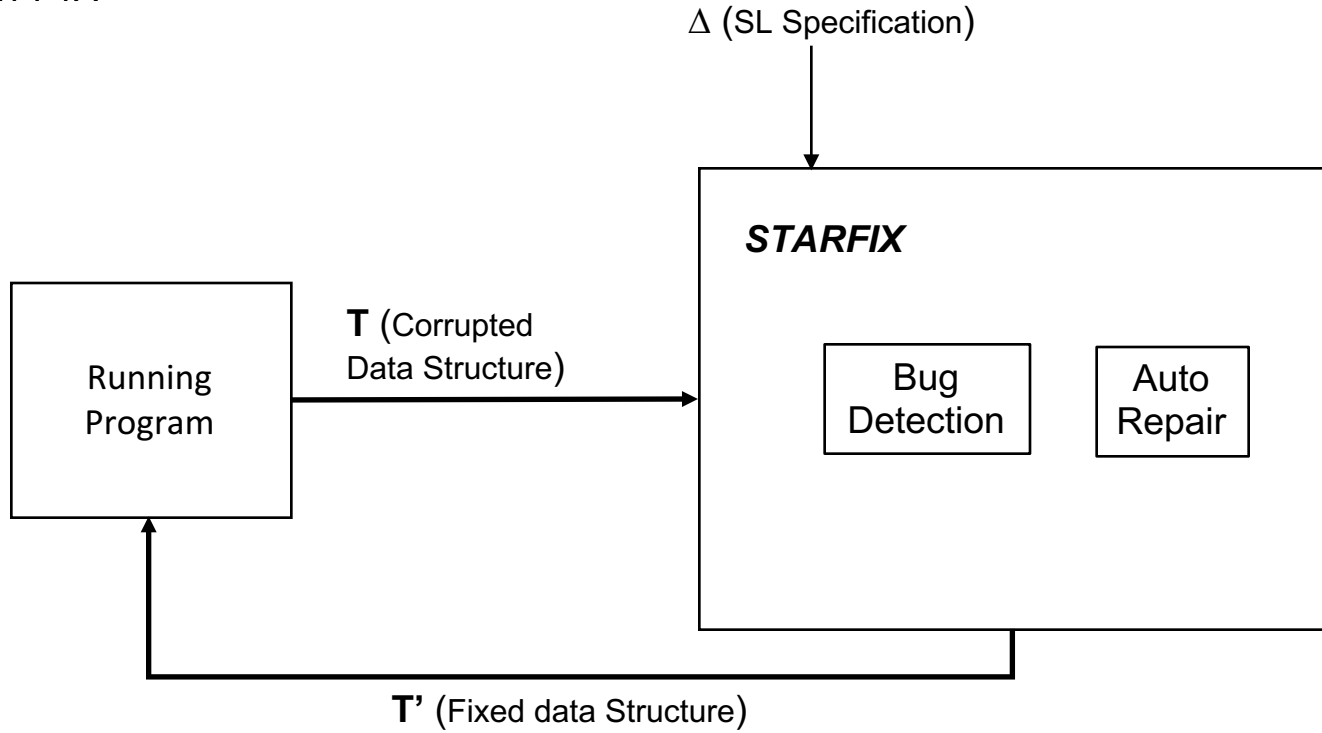 Δ (SL Specification)
STARFIX
T (Corrupted
Data Structure)
Running
Program
Bug
Detection
Auto
Repair
T’ (Fixed data Structure)